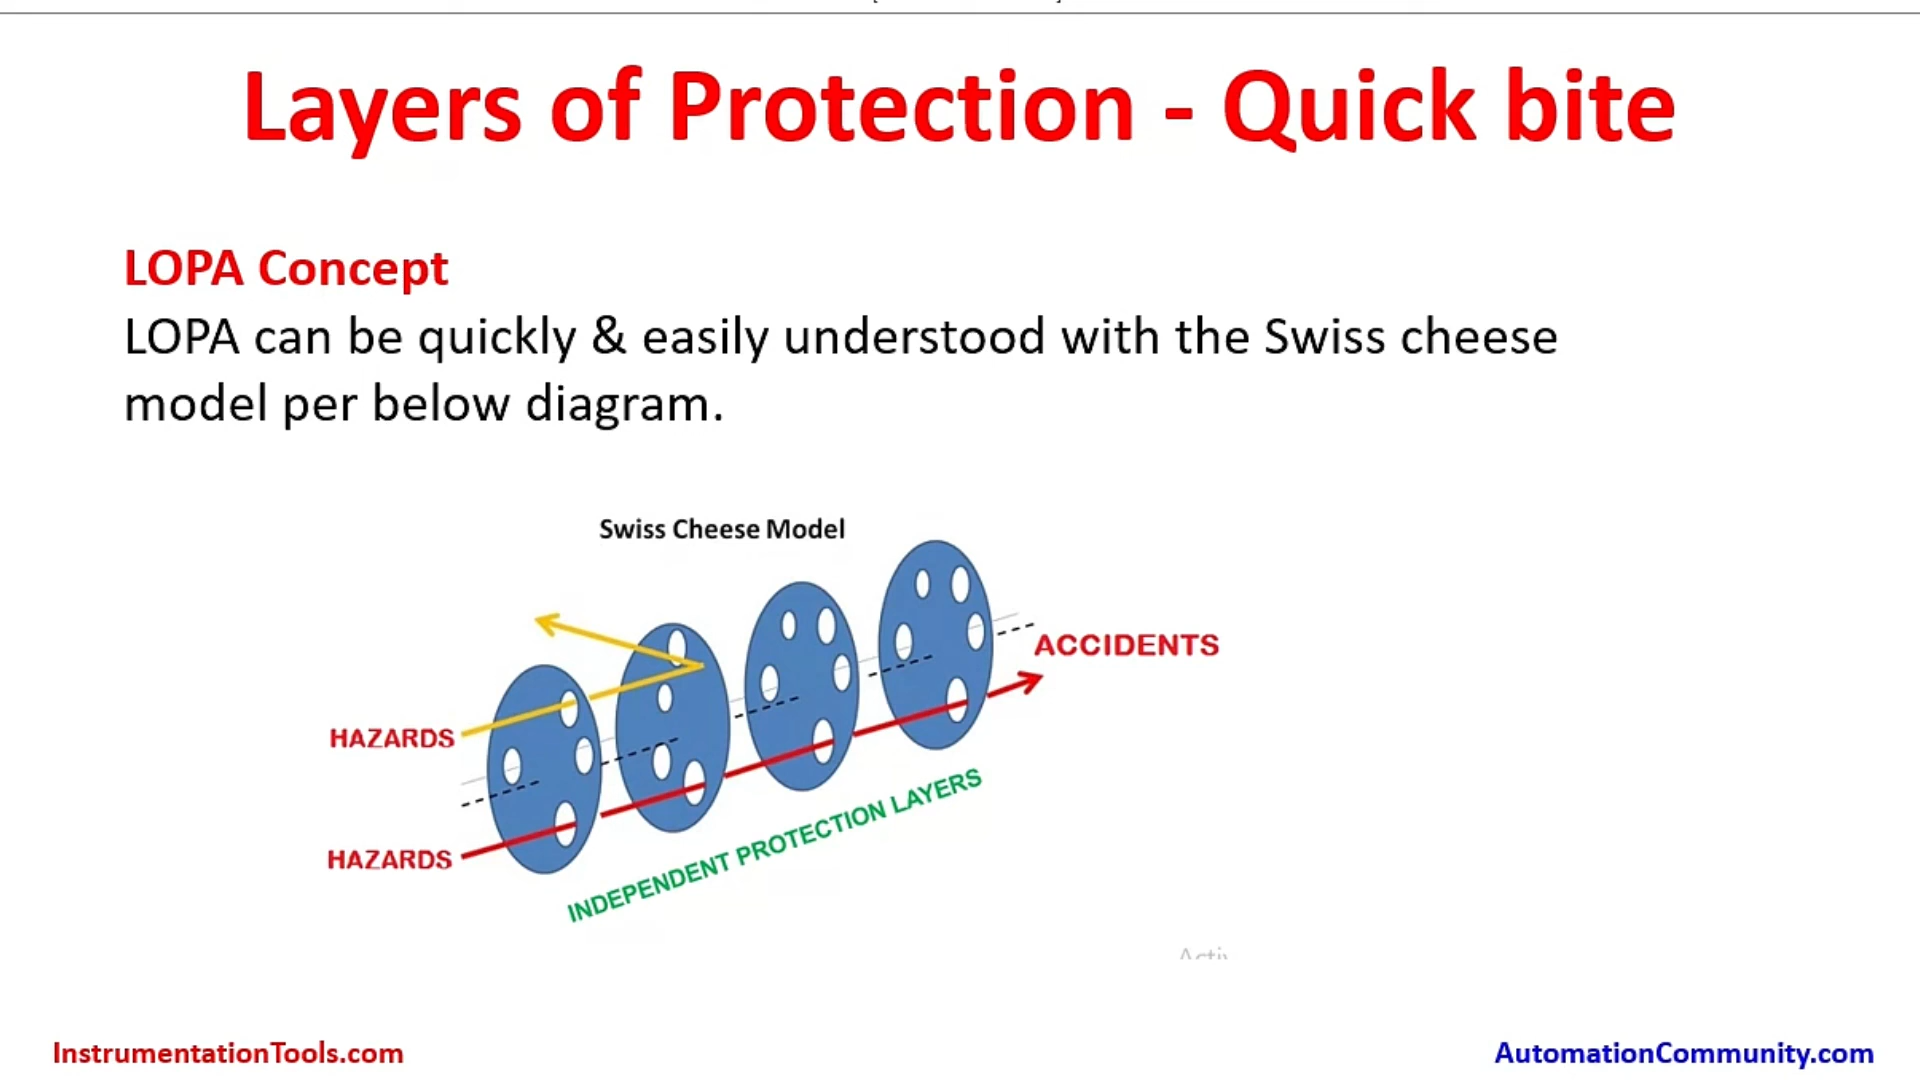 Layers of Protection - Quick bite
LOPA Concept
LOPA can be quickly & easily understood with the Swiss cheese
model per below diagram.
Swiss Cheese Model
ACCIDENTS
HAZARDS
HAZARDS
INDEPENDENT PROTECTION LAYERS
InstrumentationTools.com
AutomationCommunity.com